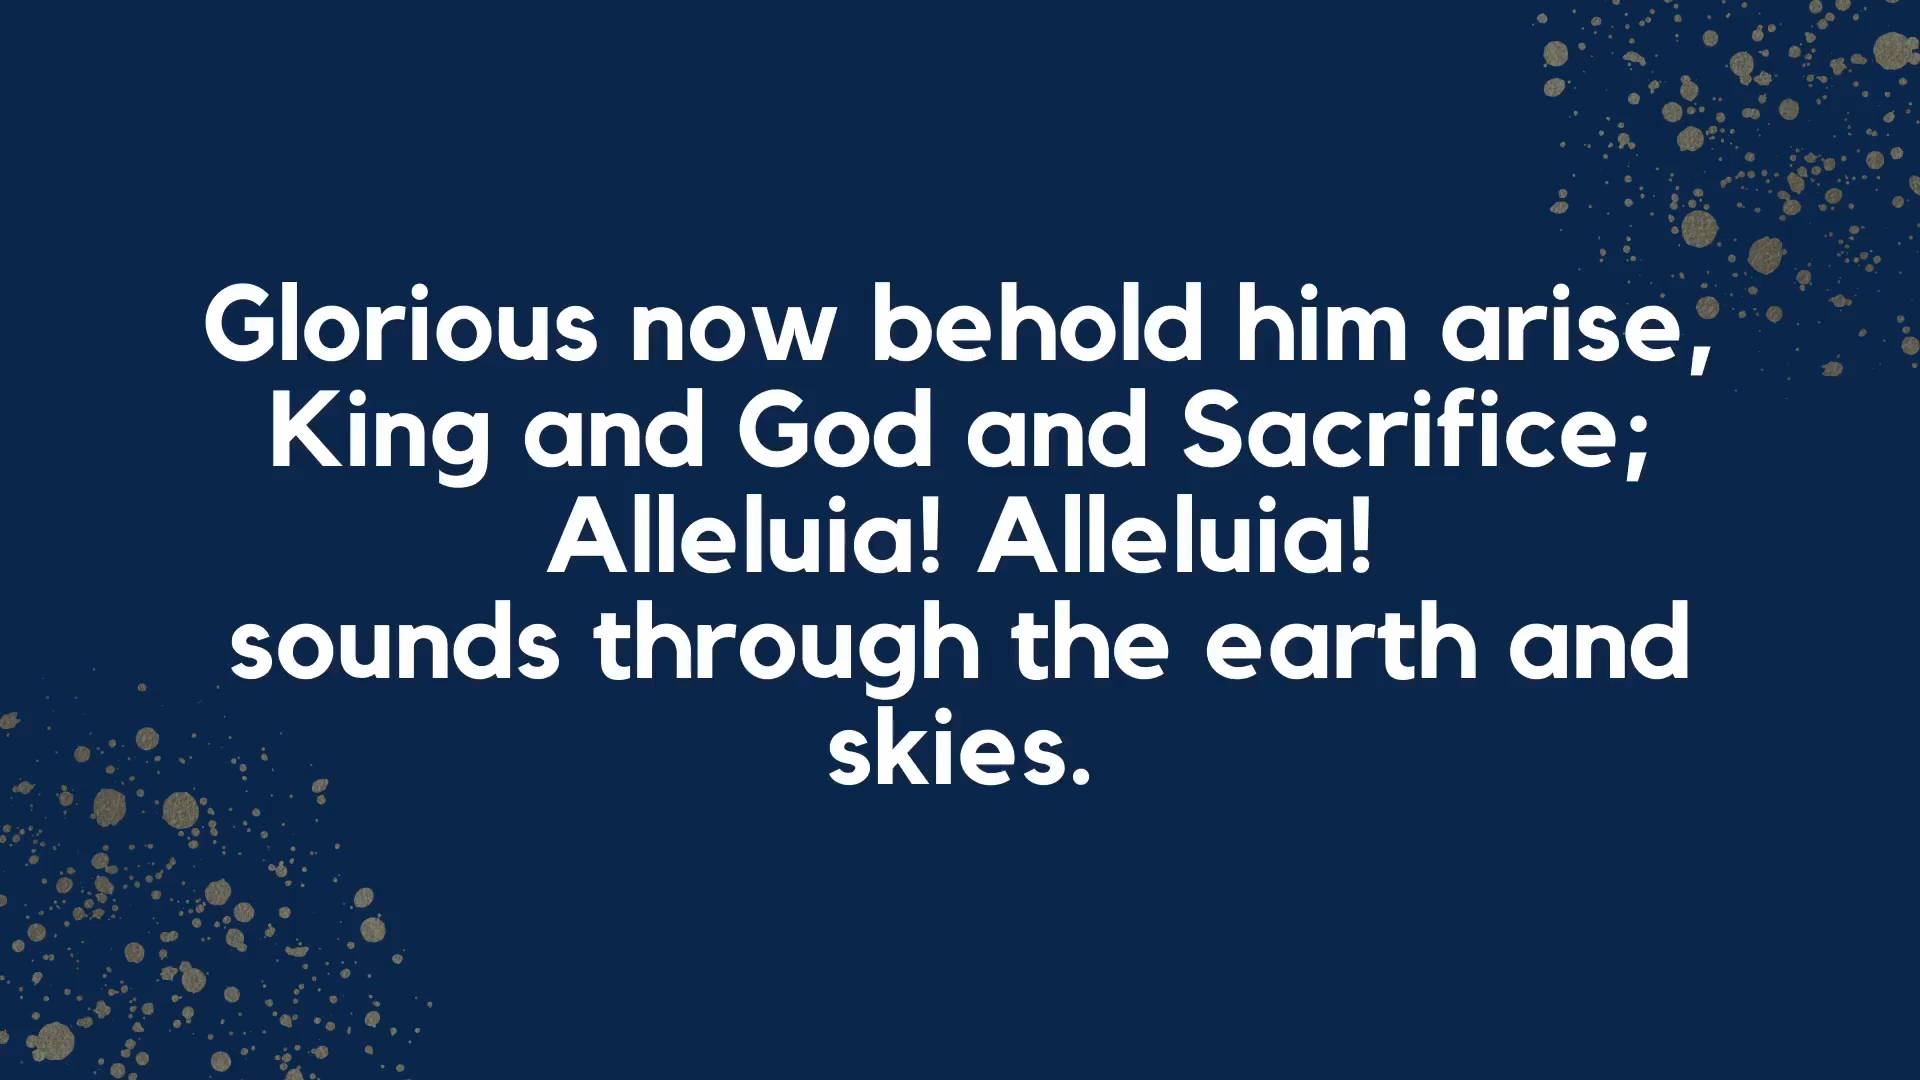 Glorious now behold him arise,
King and God and Sacrifice;
Alleluia! Alleluia!
sounds through the earth and
skies.